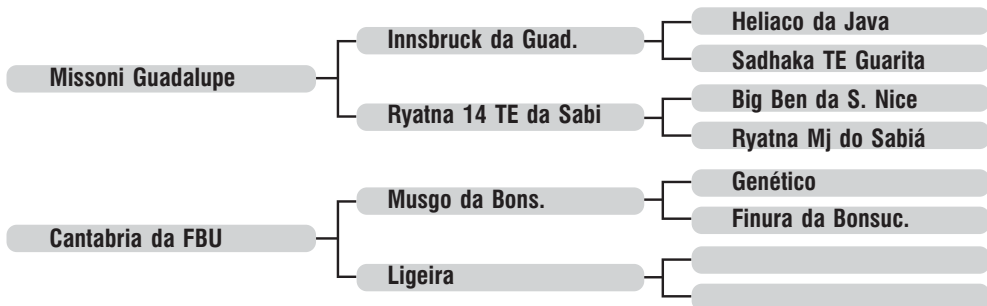 Heliaco da Java
Innsbruck da Guad.
Sadhaka TE Guarita
Missoni Guadalupe
Big Ben da S. Nice
Ryatna 14 TE da Sabi
Ryatna Mj do Sabiá
Genético
Musgo da Bons.
Finura da Bonsuc.
Cantabria da FBU
Ligeira